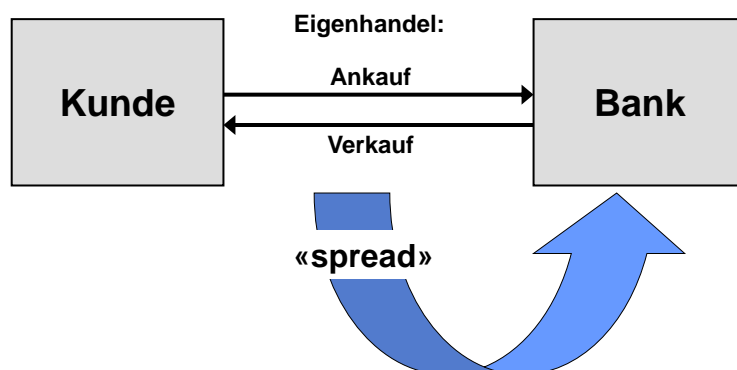 Eigenhandel:
Kunde
Ankauf
Verkauf
Bank
«spread»